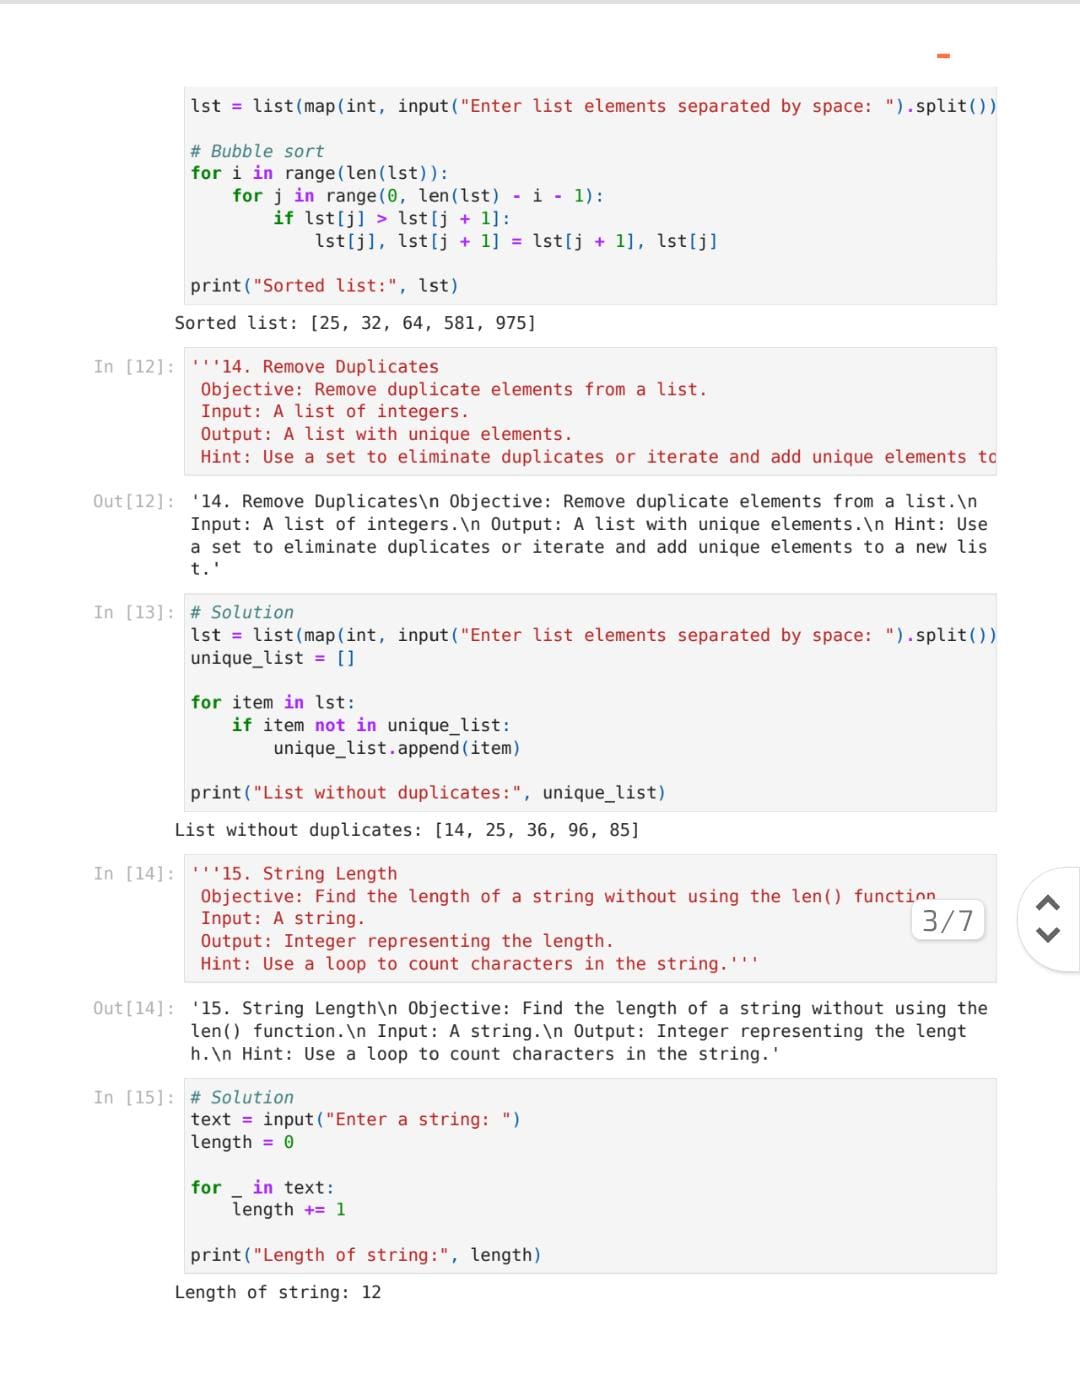 lst = list(map(int, input("Enter list elements separated by space: ").split())
# Bubble sort
for i in range(len(lst)):
    for j in range(0, len(lst) - i - 1):
        if lst[j] > lst[j + 1]:
            lst[j], lst[j + 1] = lst[j + 1], lst[j]
print("Sorted list:", lst)
Sorted list: [25, 32, 64, 581, 975]
In [12]: '''14. Remove Duplicates
Objective: Remove duplicate elements from a list.
Input: A list of integers.
Output: A list with unique elements.
Hint: Use a set to eliminate duplicates or iterate and add unique elements to
Out[12]: '14. Remove Duplicates\n Objective: Remove duplicate elements from a list.\n
Input: A list of integers.\n Output: A list with unique elements.\n Hint: Use
a set to eliminate duplicates or iterate and add unique elements to a new lis
t.'
In [13]: # Solution
lst = list(map(int, input("Enter list elements separated by space: ").split())
unique_list = []
for item in lst:
    if item not in unique_list:
        unique_list.append(item)
print("List without duplicates:", unique_list)
List without duplicates: [14, 25, 36, 96, 85]
In [14]: '''15. String Length
Objective: Find the length of a string without using the len() function
Input: A string.
3/7
Output: Integer representing the length.
Hint: Use a loop to count characters in the string.'''
Out[14]: '15. String Length\n Objective: Find the length of a string without using the
len() function.\n Input: A string.\n Output: Integer representing the lengt
h.\n Hint: Use a loop to count characters in the string.'
In [15]: # Solution
text = input("Enter a string: ")
length = 0
for _ in text:
    length += 1
print("Length of string:", length)
Length of string: 12